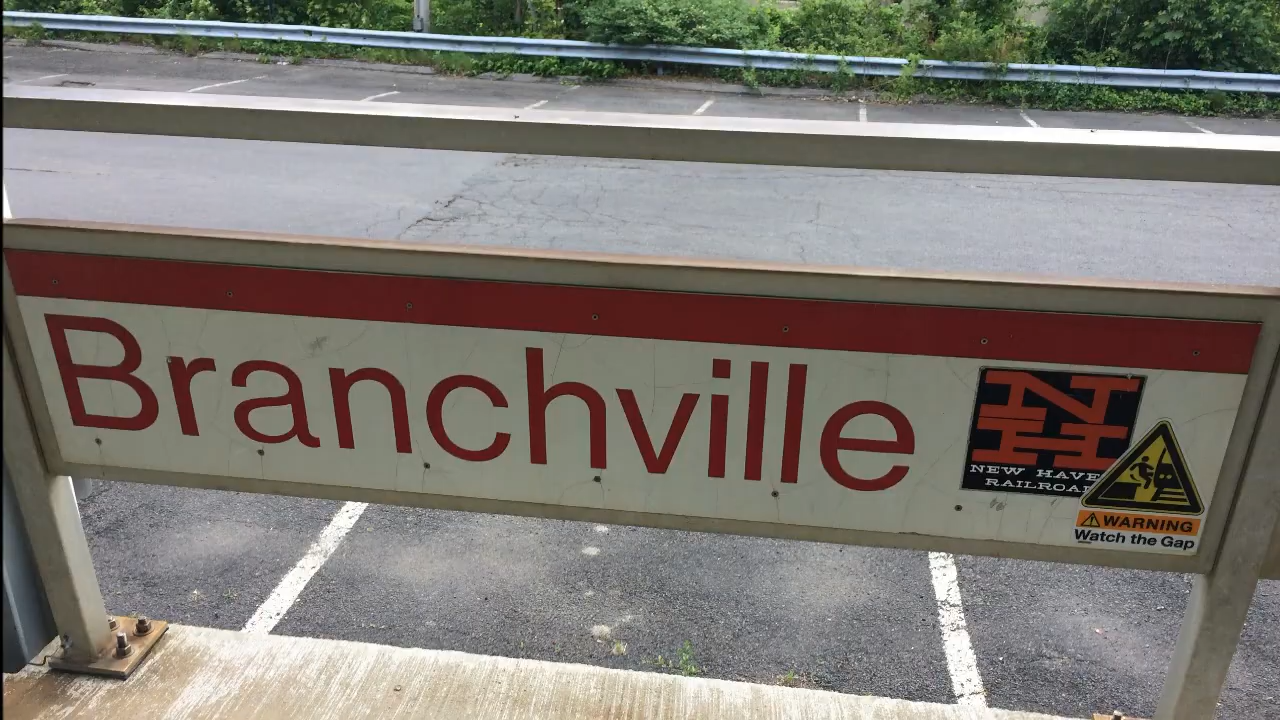 Branchville
NH
NEW HAVE
RAILROA
WARNING
Watch the Gap